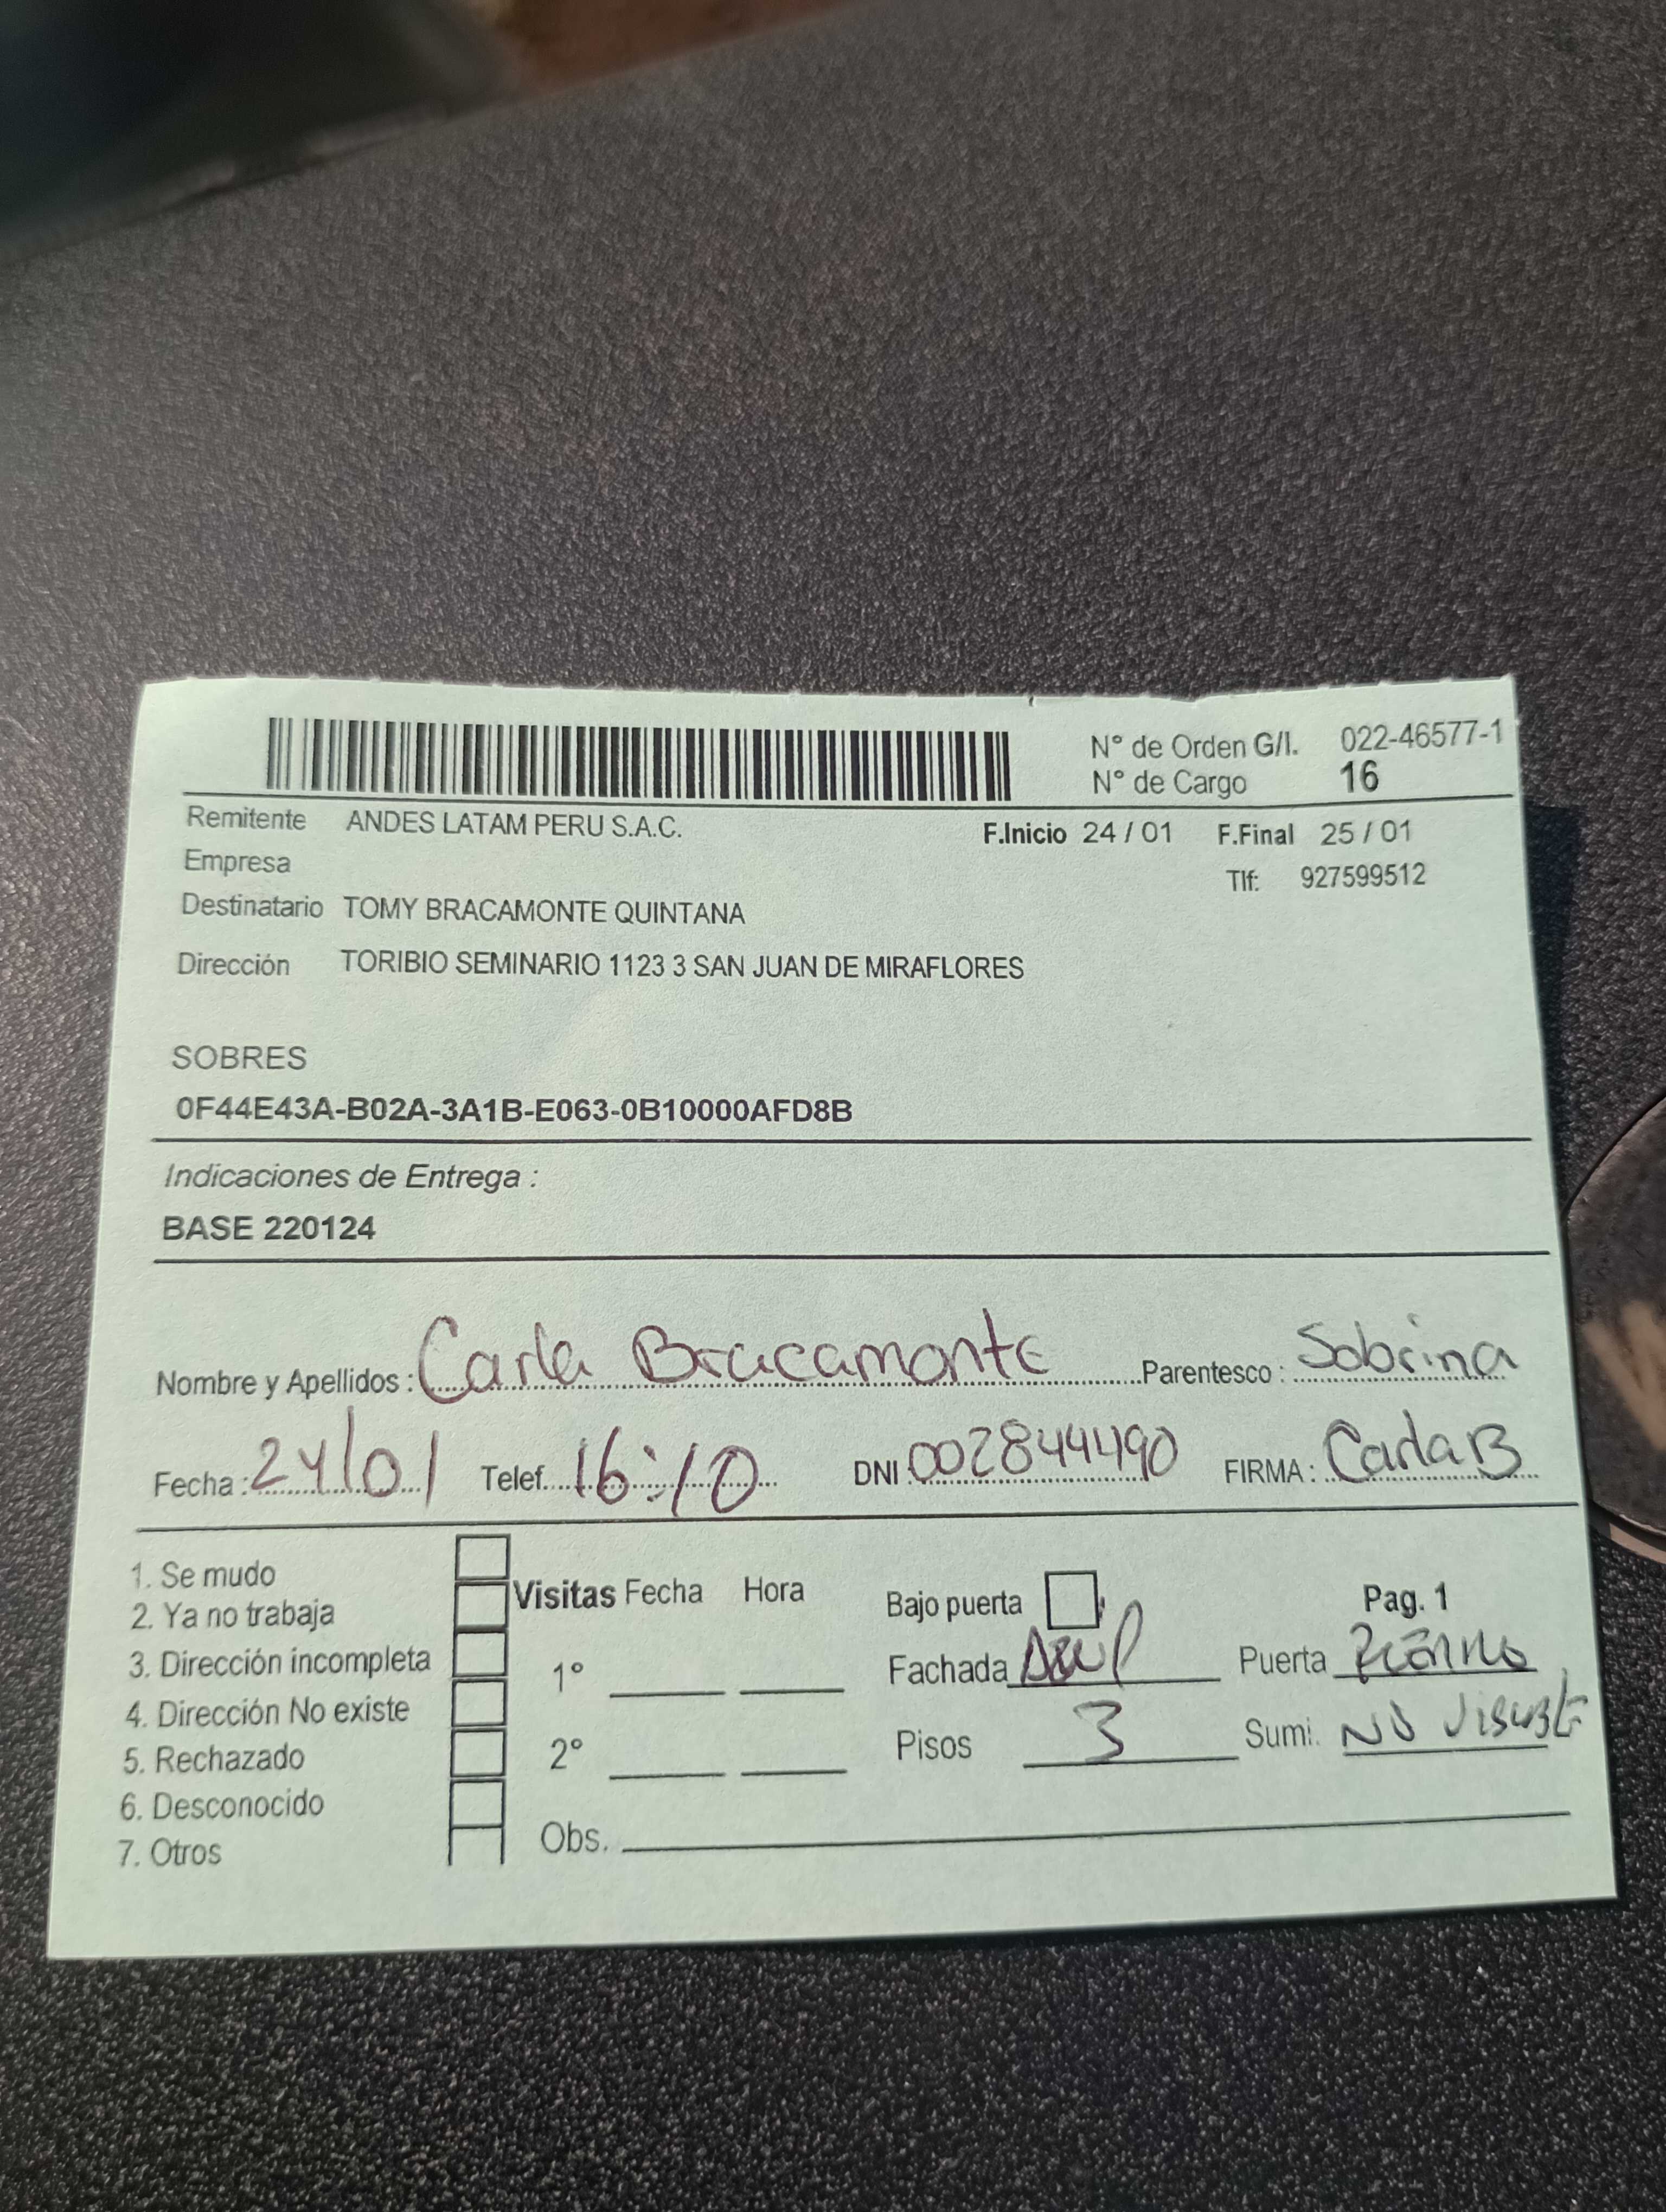 N° de Orden G/I. 022-46577-1
N° de Cargo 16
Remitente ANDES LATAM PERU S.A.C. F.Inicio 24 / 01 F.Final 25 / 01
Empresa Tlf: 927599512
Destinatario TOMY BRACAMONTE QUINTANA
Dirección TORIBIO SEMINARIO 1123 3 SAN JUAN DE MIRAFLORES
SOBRES
0F44E43A-B02A-3A1B-E063-0B10000AFD8B
Indicaciones de Entrega :
BASE 220124
Nombre y Apellidos : Carla Bracamonte Parentesco : Sobrina
Fecha : 24/01 Telef. 16:10 DNI 002844490 FIRMA : Carla B
1. Se mudo
2. Ya no trabaja
3. Dirección incompleta
4. Dirección No existe
5. Rechazado
6. Desconocido
7. Otros
Visitas Fecha Hora
1°
2°
Obs.
Bajo puerta Pag. 1
Fachada Azul Puerta
Pisos 3 Sumi. NO